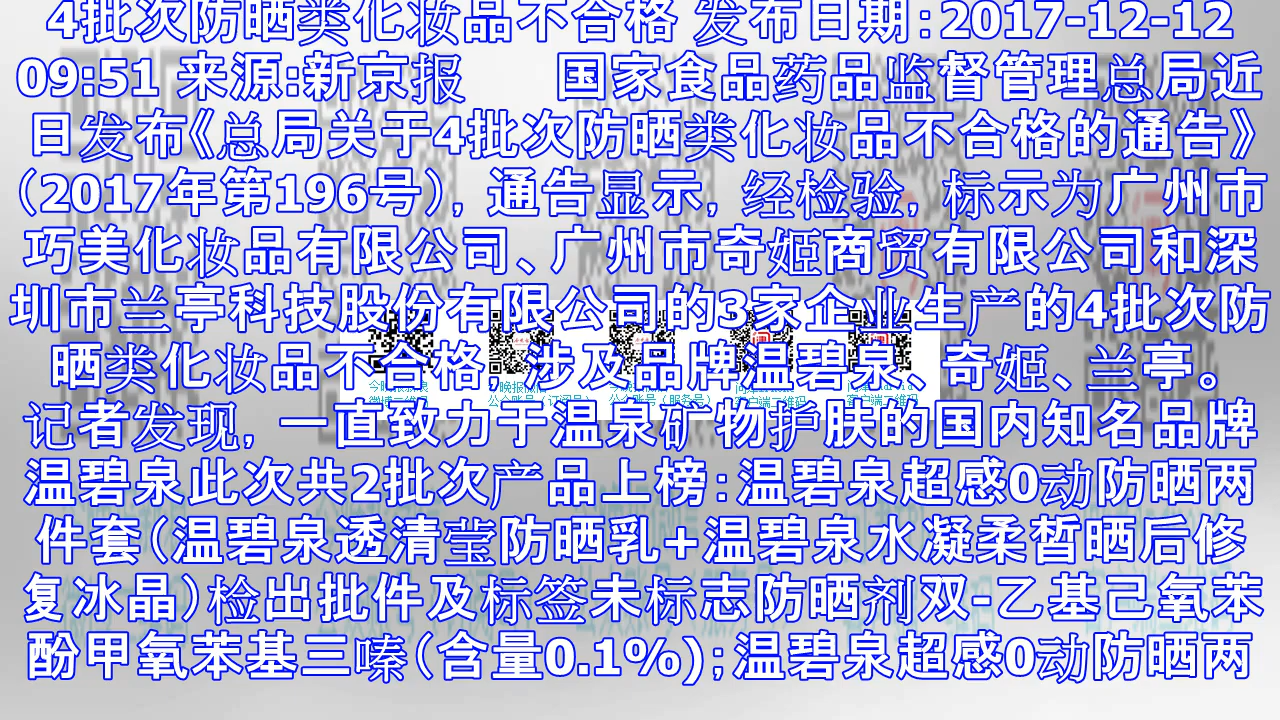 4批次防晒类化妆品不合格 发布日期:2017-12-12
09:51 来源:新京报 国家食品药品监督管理总局近
日发布《总局关于4批次防晒类化妆品不合格的通告》
(2017年第196号), 通告显示, 经检验, 标示为广州市
巧美化妆品有限公司、广州市奇姬商贸有限公司和深
圳市兰亭科技股份有限公司的3家企业生产的4批次防
晒类化妆品不合格, 涉及品牌温碧泉、奇姬、兰亭。
记者发现, 一直致力于温泉矿物护肤的国内知名品牌
温碧泉此次共2批次产品上榜:温碧泉超感0动防晒两
件套(温碧泉透清莹防晒乳+温碧泉水凝柔皙晒后修
复冰晶)检出批件及标签未标志防晒剂双-乙基己氧苯
酚甲氧苯基三嗪(含量0.1%);温碧泉超感0动防晒两